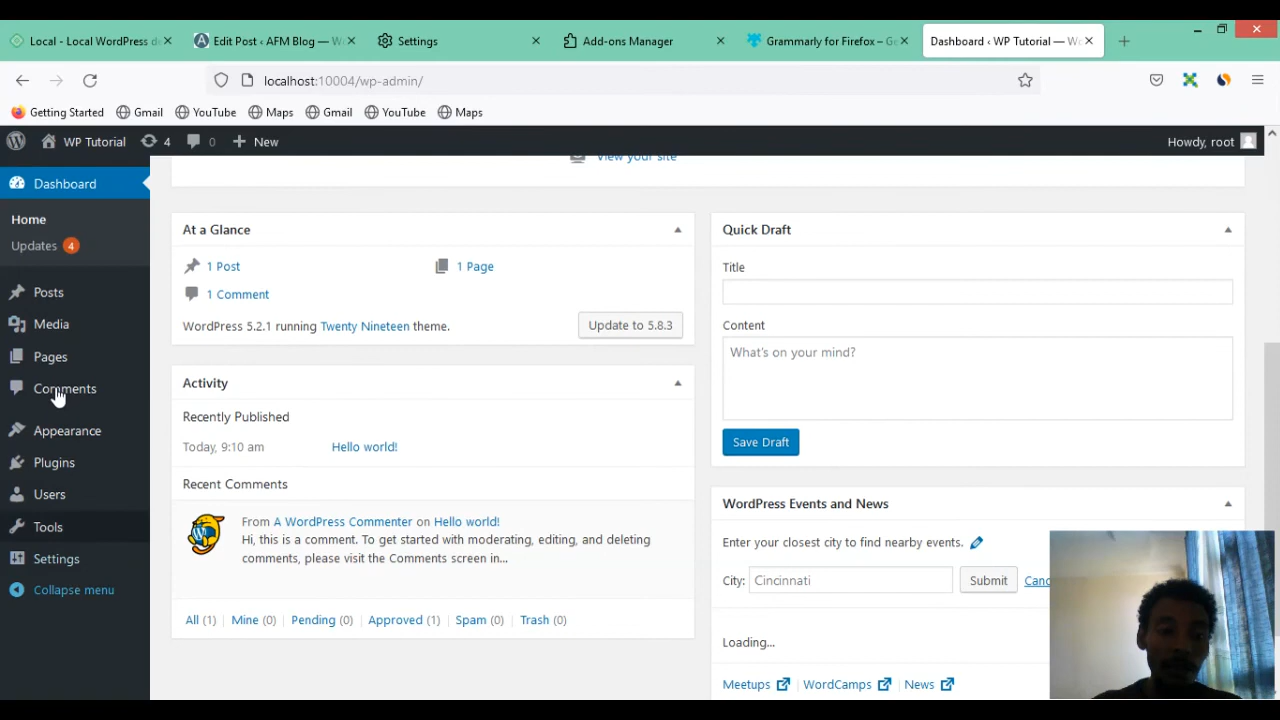 Local - Local WordPress de
Edit Post ‹ AFM Blog — Wo
Settings
Add-ons Manager
Grammarly for Firefox – Ge
Dashboard ‹ WP Tutorial — Wo
localhost:10004/wp-admin/
Getting Started
Gmail
YouTube
Maps
Gmail
YouTube
Maps
WP Tutorial
4
0
New
Howdy, root
Dashboard
Home
Updates 4
Posts
Media
Pages
Comments
Appearance
Plugins
Users
Tools
Settings
Collapse menu
View your site
At a Glance
1 Post
1 Page
1 Comment
WordPress 5.2.1 running Twenty Nineteen theme.
Update to 5.8.3
Activity
Recently Published
Today, 9:10 am
Hello world!
Recent Comments
From A WordPress Commenter on Hello world!
Hi, this is a comment. To get started with moderating, editing, and deleting
comments, please visit the Comments screen in…
All (1)
Mine (0)
Pending (0)
Approved (1)
Spam (0)
Trash (0)
Quick Draft
Title
Content
What's on your mind?
Save Draft
WordPress Events and News
Enter your closest city to find nearby events.
City:
Cincinnati
Submit
Canc
Loading...
Meetups
WordCamps
News